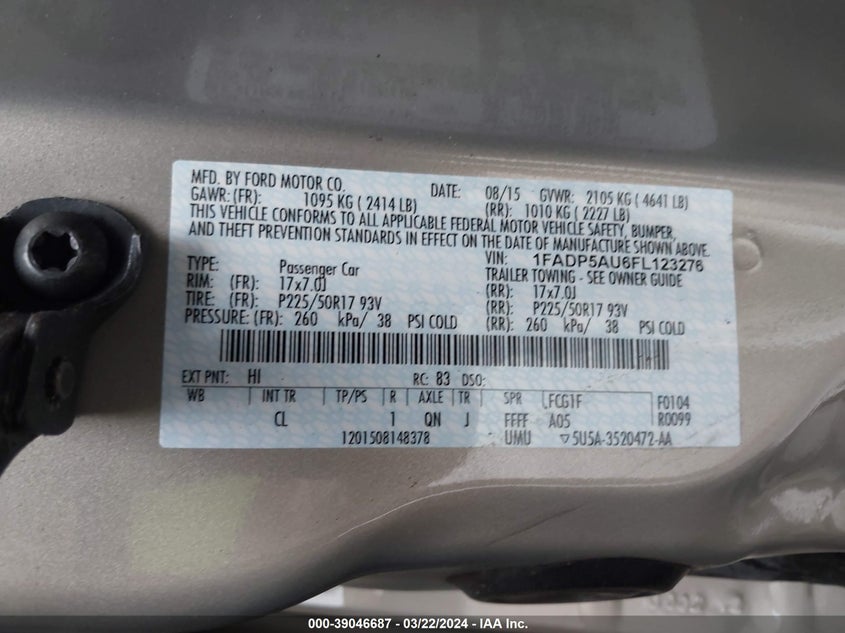 MFD. BY FORD MOTOR CO. DATE: 08/15 GVWR: 2105 KG ( 4641 LB)
GAWR: (FR): 1095 KG ( 2414 LB) (RR): 1010 KG ( 2227 LB)
THIS VEHICLE CONFORMS TO ALL APPLICABLE FEDERAL MOTOR VEHICLE SAFETY, BUMPER,
AND THEFT PREVENTION STANDARDS IN EFFECT ON THE DATE OF MANUFACTURE SHOWN ABOVE.
VIN: 1FADP5AU6FL123276
TYPE: Passenger Car TRAILER TOWING - SEE OWNER GUIDE
RIM: (FR): 17x7.0J (RR): 17x7.0J
TIRE: (FR): P225/50R17 93V (RR): P225/50R17 93V
PRESSURE: (FR): 260 kPa/ 38 PSI COLD (RR): 260 kPa/ 38 PSI COLD
EXT PNT: HI RC: 83 DSO:
WB INT TR TP/PS R AXLE TR SPR FCG1F F0104
CL 1 QN J FFFF A05 R0099
1201508148378 UMU ▽5U5A-3520472-AA
000-39046687 - 03/22/2024 - IAA Inc.